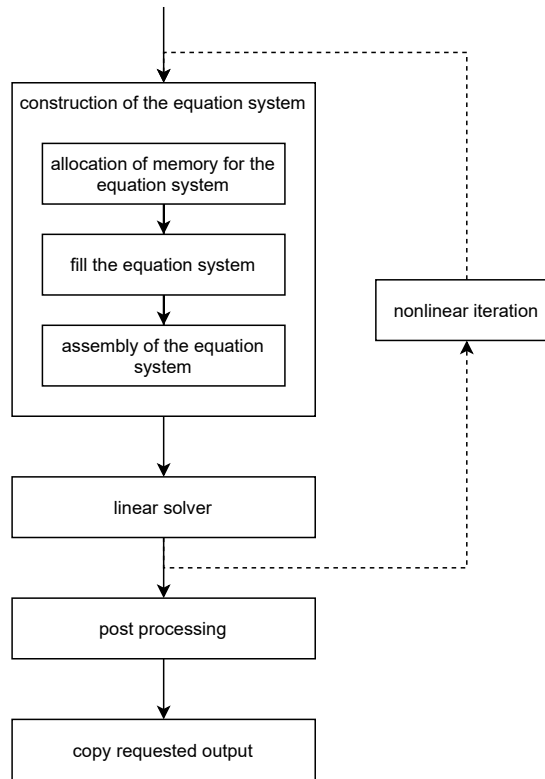 construction of the equation system
allocation of memory for the
equation system
fill the equation system
assembly of the equation
system
nonlinear iteration
linear solver
post processing
copy requested output